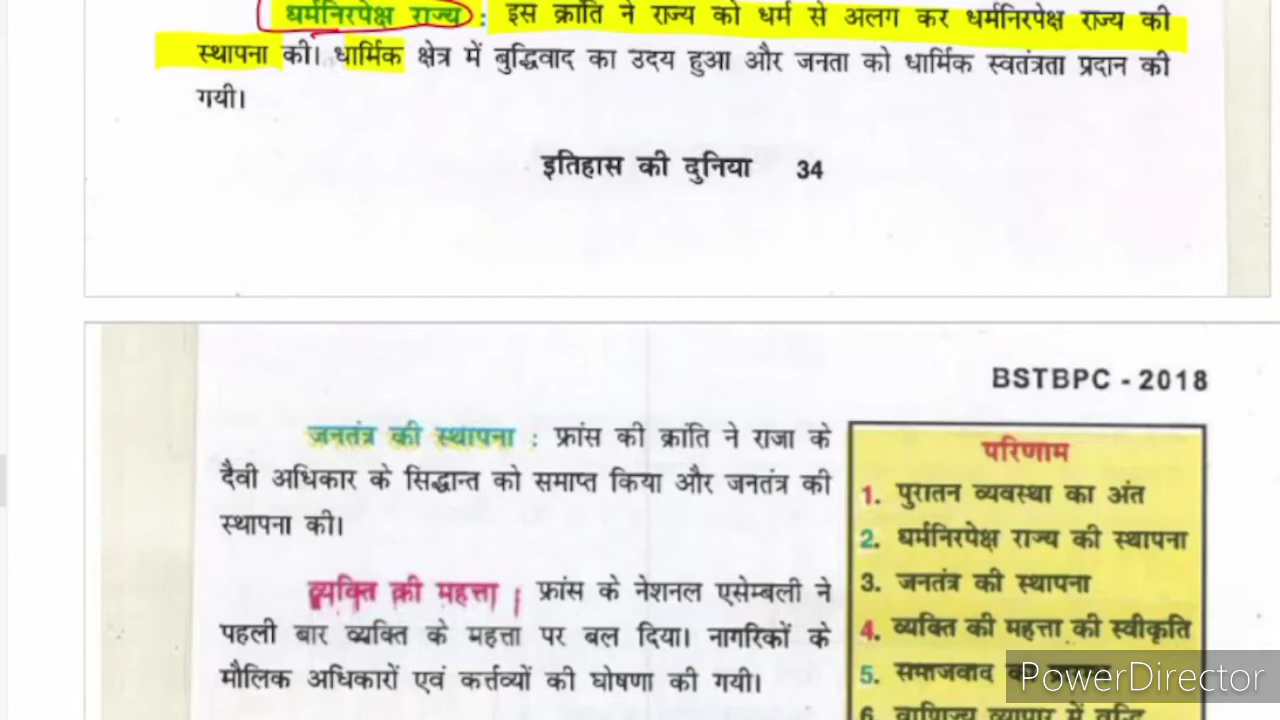 धर्मनिरपेक्ष राज्य : इस क्रांति ने राज्य को धर्म से अलग कर धर्मनिरपेक्ष राज्य की
स्थापना की। धार्मिक क्षेत्र में बुद्धिवाद का उदय हुआ और जनता को धार्मिक स्वतंत्रता प्रदान की
गयी।
इतिहास की दुनिया 34
BSTBPC - 2018
जनतंत्र की स्थापना : फ्रांस की क्रांति ने राजा के
दैवी अधिकार के सिद्धान्त को समाप्त किया और जनतंत्र की
स्थापना की।
व्यक्ति की महत्ता : फ्रांस के नेशनल एसेम्बली ने
पहली बार व्यक्ति के महत्ता पर बल दिया। नागरिकों के
मौलिक अधिकारों एवं कर्त्तव्यों की घोषणा की गयी।
परिणाम
1. पुरातन व्यवस्था का अंत
2. धर्मनिरपेक्ष राज्य की स्थापना
3. जनतंत्र की स्थापना
4. व्यक्ति की महत्ता की स्वीकृति
5. समाजवाद
6. वाणिज्य व्यापार में वृद्धि
PowerDirector